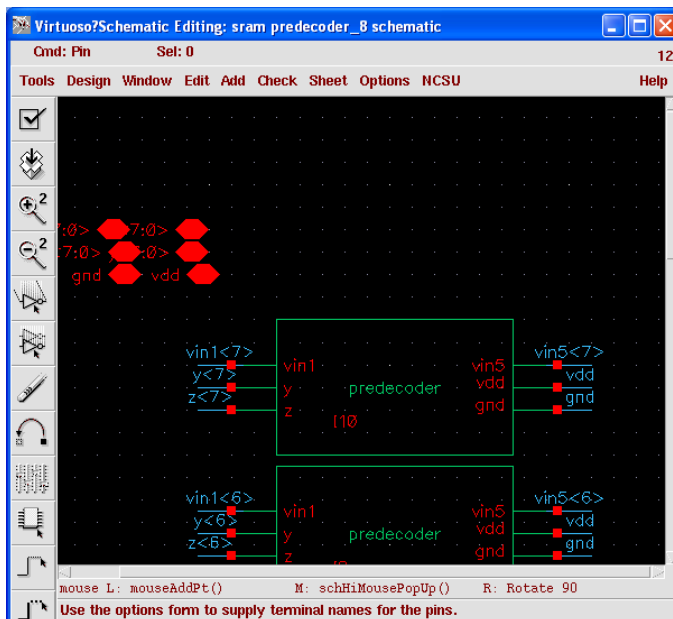 Virtuoso?Schematic Editing: sram predecoder_8 schematic
Cmd: Pin Sel: 0
12
Tools Design Window Edit Add Check Sheet Options NCSU Help
2
2
7:0> 7:0>
7:0> 7:0>
gnd vdd
vin1<7> vin5<7>
vin1 vin5
y<7> vdd vdd
y predecoder
z<7> gnd gnd
z
vin1<6> vin5<6>
vin1 vin5
y<6> vdd vdd
y predecoder
z<6> gnd gnd
z
mouse L: mouseAddPt() M: schHiMousePopUp() R: Rotate 90
Use the options form to supply terminal names for the pins.